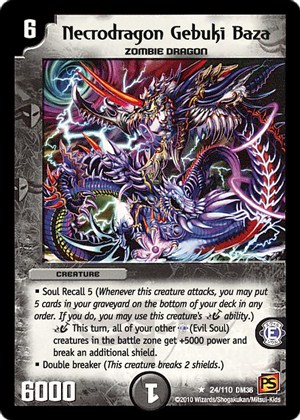 6 Necrodragon Gebuki Baza
ZOMBIE DRAGON
CREATURE
■ Soul Recall 5 (Whenever this creature attacks, you may put
5 cards in your graveyard on the bottom of your deck in any
order. If you do, you may use this creature's ability.)
This turn, all of your other (Evil Soul)
creatures in the battle zone get +5000 power and
break an additional shield.
■ Double breaker (This creature breaks 2 shields.)
E
6000
1
★ 24/110 DM36
©2010 Wizards/Shogakukan/Mitsui-Kids
PS